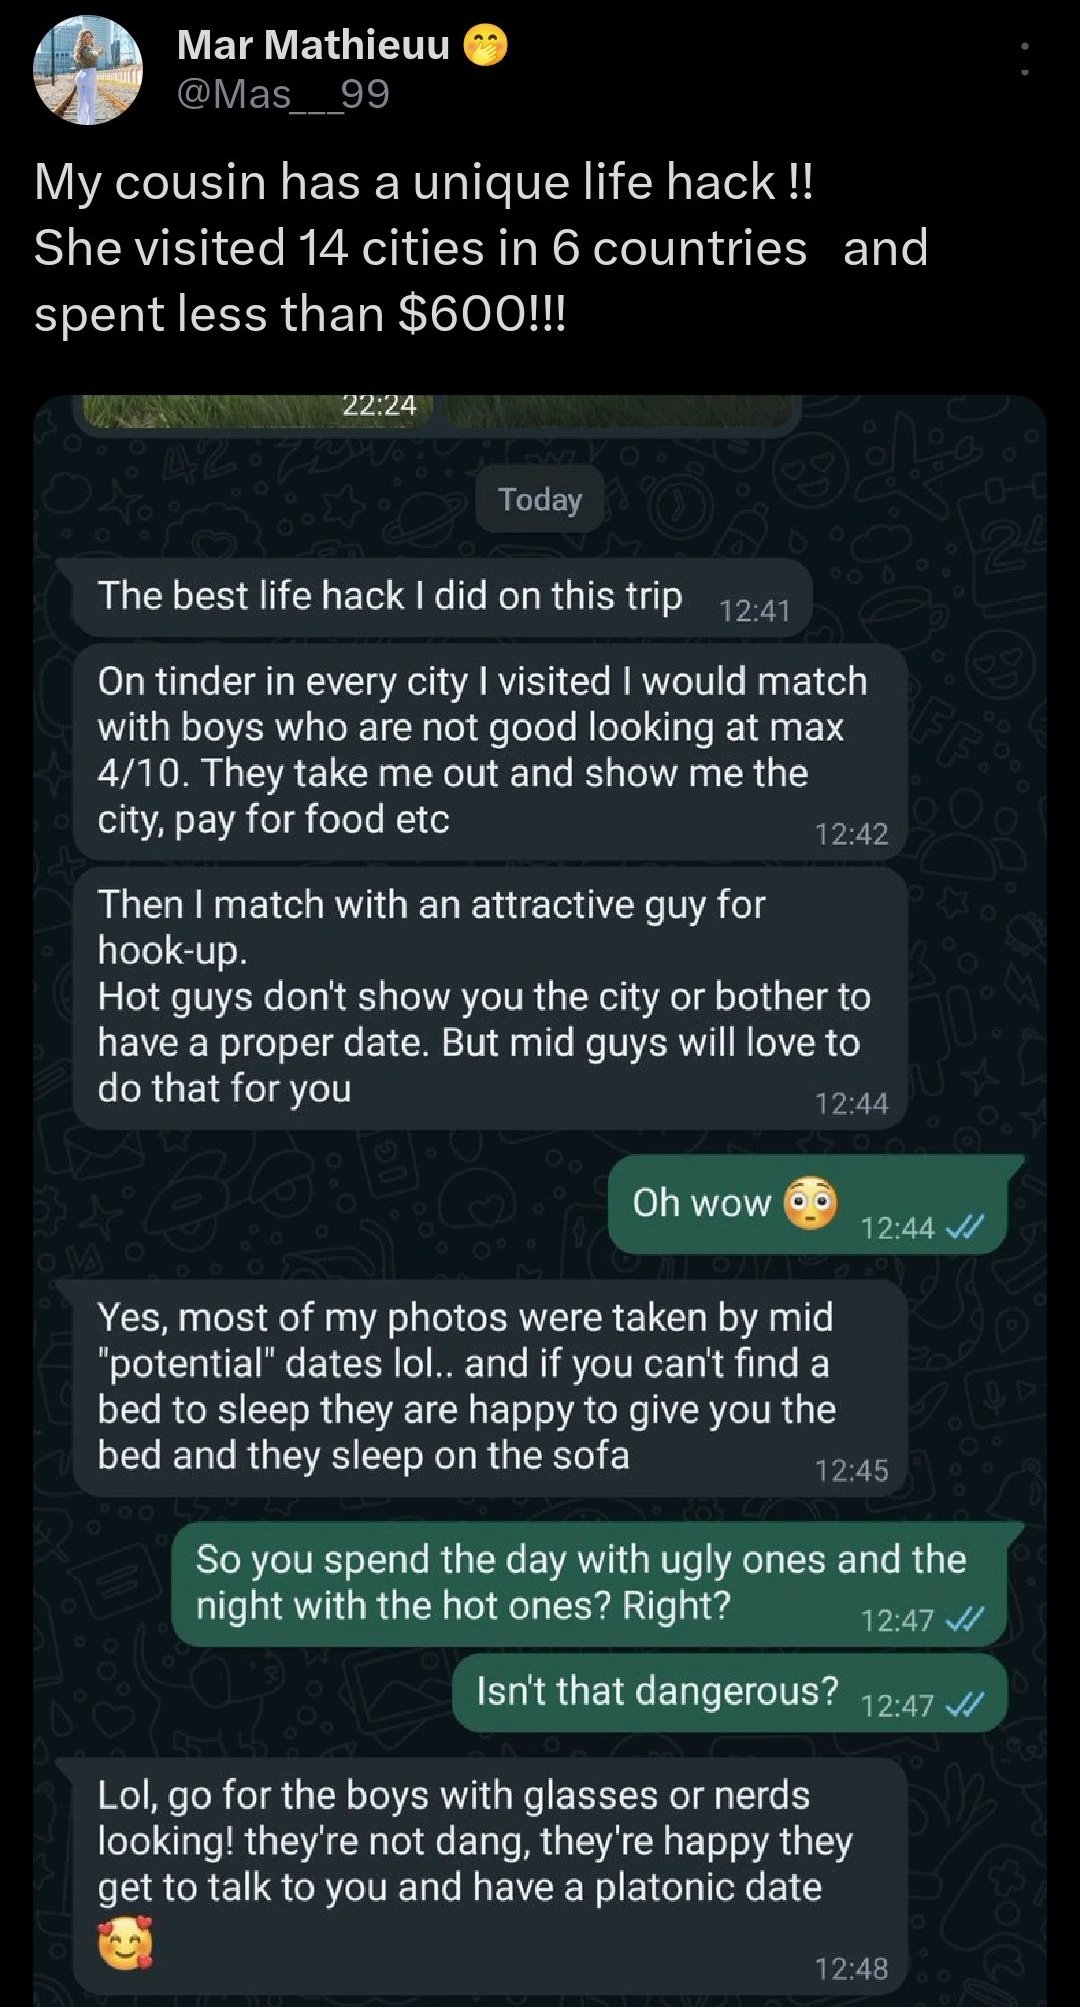 Mar Mathieuu 🤭
@Mas___99
My cousin has a unique life hack !!
She visited 14 cities in 6 countries and
spent less than $600!!!
22:24
Today
The best life hack I did on this trip 12:41
On tinder in every city I visited I would match
with boys who are not good looking at max
4/10. They take me out and show me the
city, pay for food etc
12:42
Then I match with an attractive guy for
hook-up.
Hot guys don't show you the city or bother to
have a proper date. But mid guys will love to
do that for you
12:44
Oh wow 😳 12:44
Yes, most of my photos were taken by mid
"potential" dates lol.. and if you can't find a
bed to sleep they are happy to give you the
bed and they sleep on the sofa
12:45
So you spend the day with ugly ones and the
night with the hot ones? Right?
12:47
Isn't that dangerous? 12:47
Lol, go for the boys with glasses or nerds
looking! they're not dang, they're happy they
get to talk to you and have a platonic date
🥰
12:48